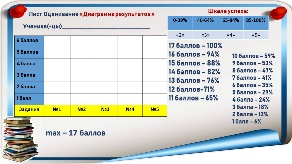 Лист Оценивания «Диаграмма результатов»
Ученика(-цы)
Шкала успеха:
0-39% 40-64% 65-84% 85-100%
«2» «3» «4» «5»
6 баллов
5 баллов
4 балла
3 балла
2 балла
1 балл
Задания №1 №2 №3 №4 №5
17 баллов – 100%
16 баллов – 94%
15 баллов – 88%
14 баллов – 82%
13 баллов – 76%
12 баллов-71%
11 баллов – 65%
10 баллов – 59%
9 баллов – 53%
8 баллов – 47%
7 баллов – 41%
6 баллов – 35%
5 баллов – 29%
4 балла – 24%
3 балла – 18%
2 балла – 12%
1 балл – 6%
max – 17 баллов